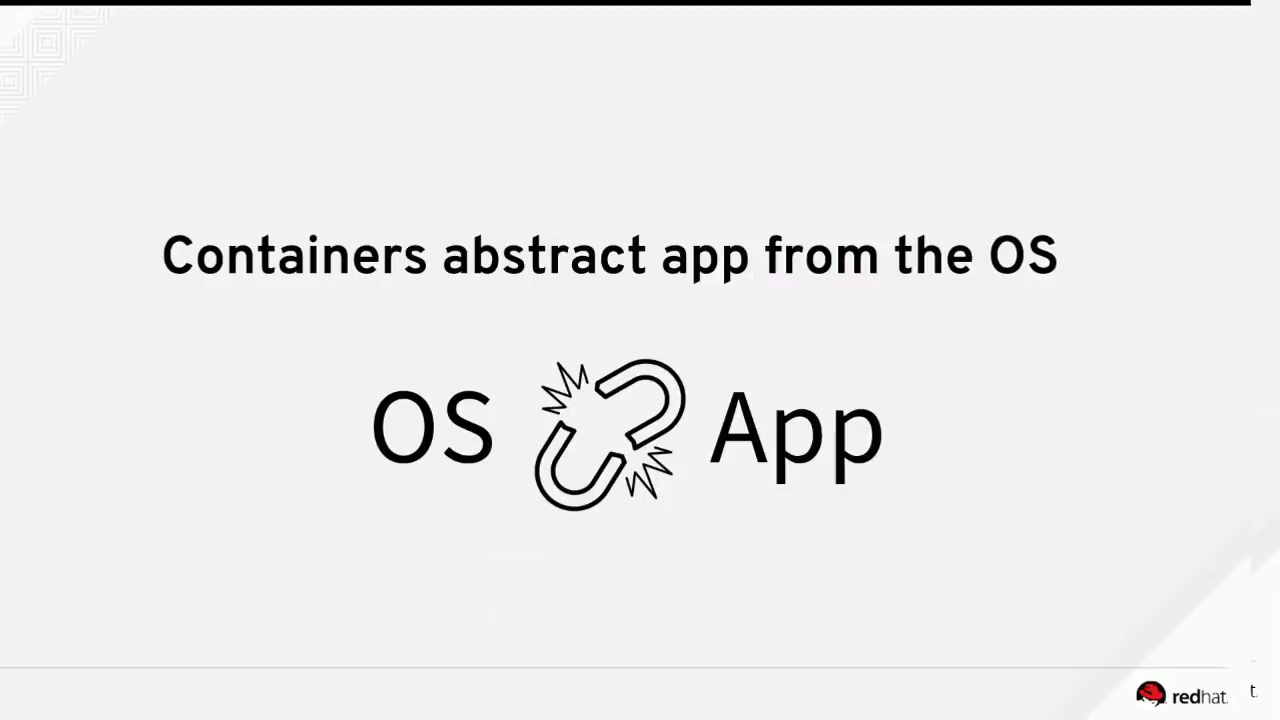 Containers abstract app from the OS
OS App
redhat.
t.